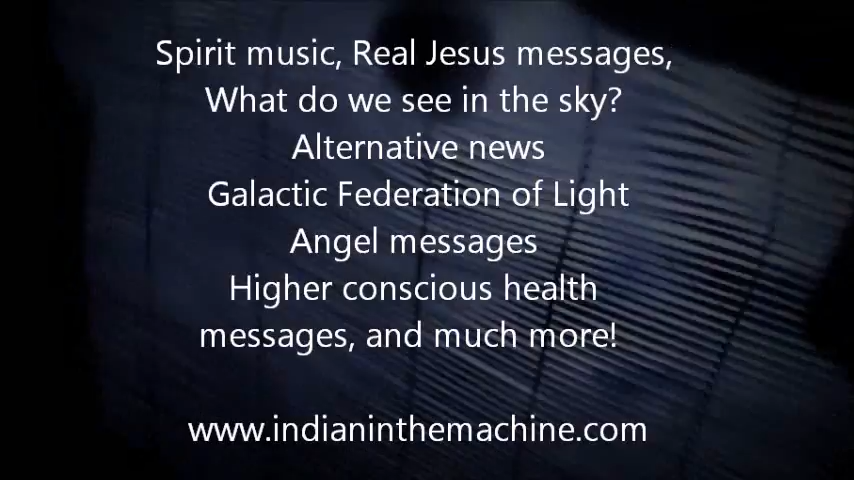 Spirit music, Real Jesus messages,
What do we see in the sky?
Alternative news
Galactic Federation of Light
Angel messages
Higher conscious health
messages, and much more!
www.indianinthemachine.com